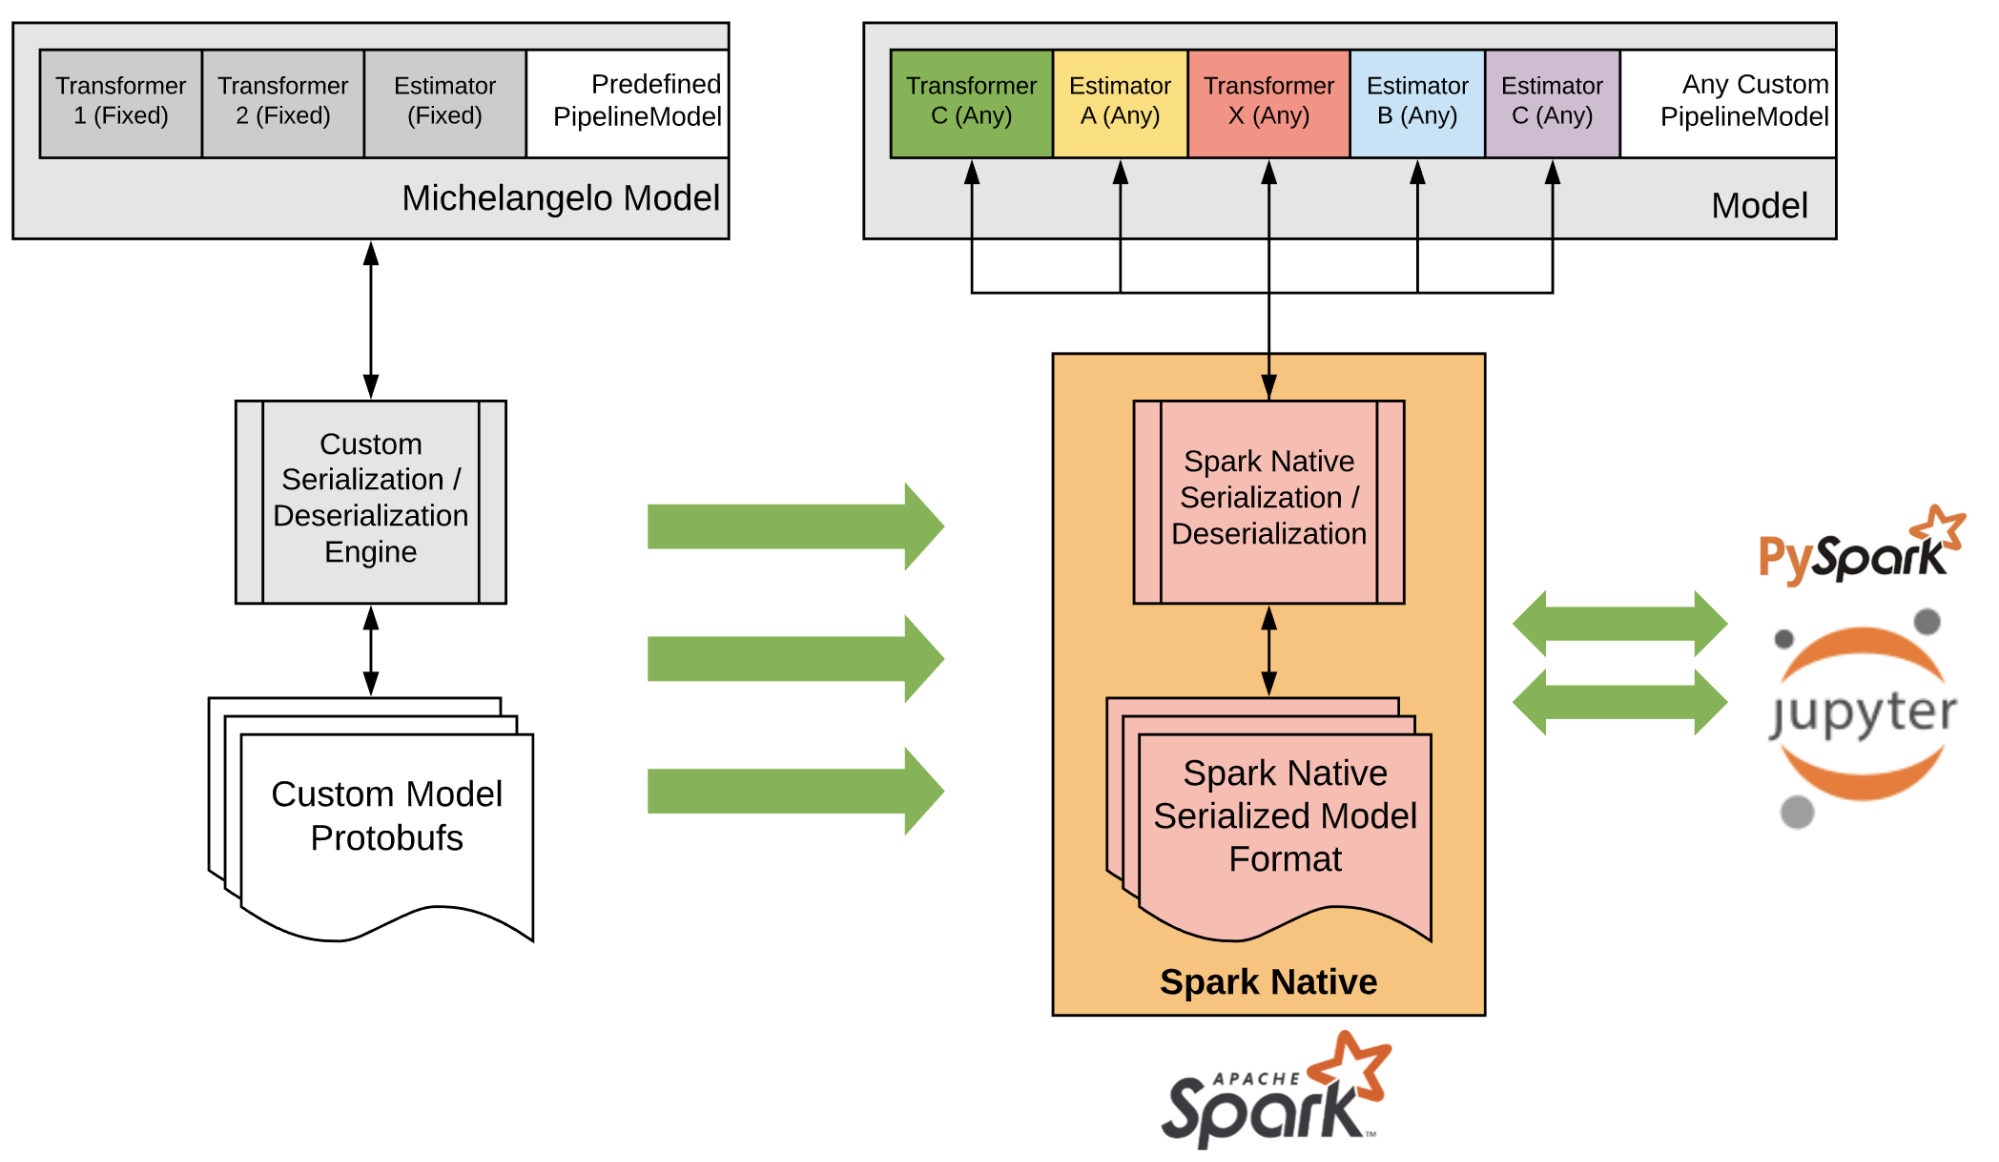 Transformer
1 (Fixed)
Transformer
2 (Fixed)
Estimator
(Fixed)
Predefined
PipelineModel
Michelangelo Model
Custom
Serialization /
Deserialization
Engine
Custom Model
Protobufs
Transformer
C (Any)
Estimator
A (Any)
Transformer
X (Any)
Estimator
B (Any)
Estimator
C (Any)
Any Custom
PipelineModel
Model
Spark Native
Serialization /
Deserialization
Spark Native
Serialized Model
Format
Spark Native
APACHE
Spark™
PySpark
jupyter